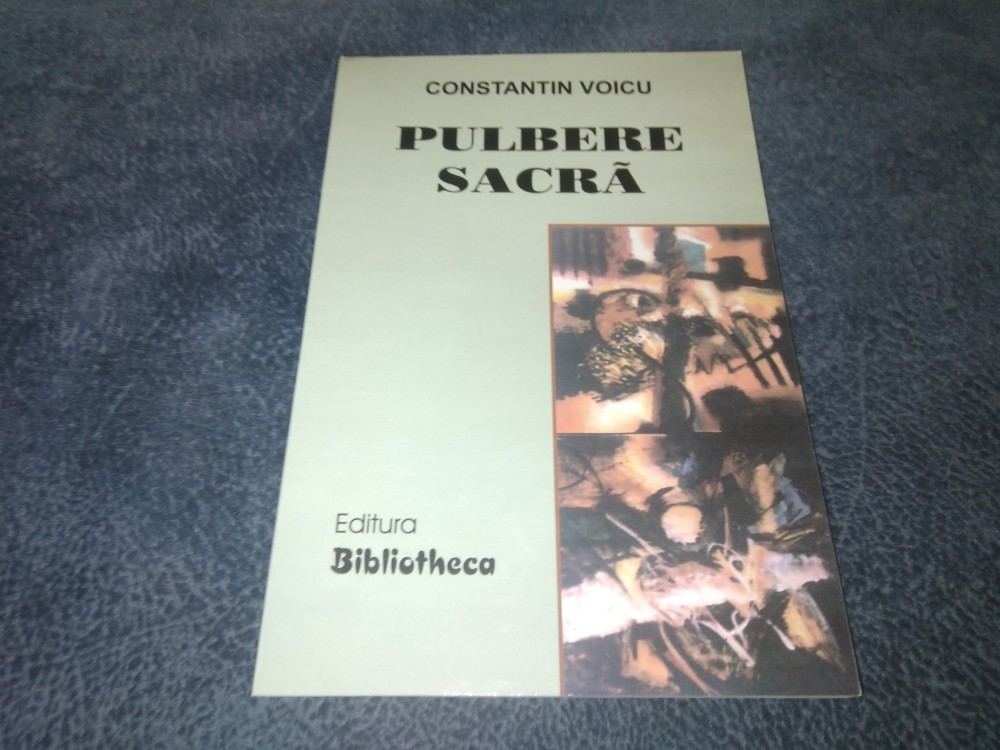 CONSTANTIN VOICU
PULBERE
SACRÃ
Editura
Bibliotheca